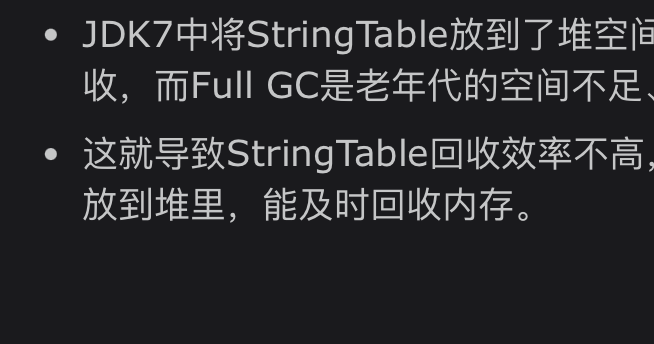 JDK7中将StringTable放到了堆空间
收，而Full GC是老年代的空间不足、
这就导致StringTable回收效率不高，
放到堆里，能及时回收内存。